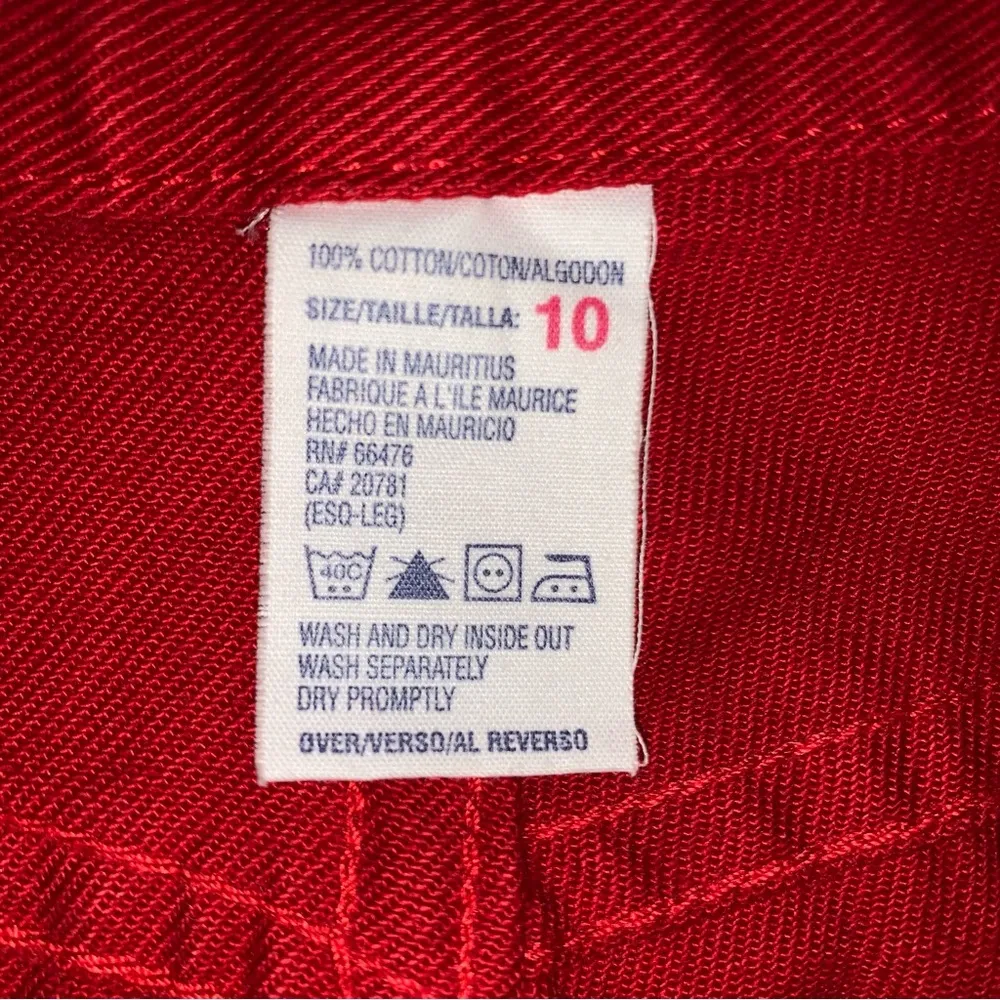 100% COTTON/COTON/ALGODON
SIZE/TAILLE/TALLA: 10
MADE IN MAURITIUS
FABRIQUE A L'ILE MAURICE
HECHO EN MAURICIO
RN# 66476
CA# 20781
(ESQ-LEG)
40C
WASH AND DRY INSIDE OUT
WASH SEPARATELY
DRY PROMPTLY
OVER/VERSO/AL REVERSO